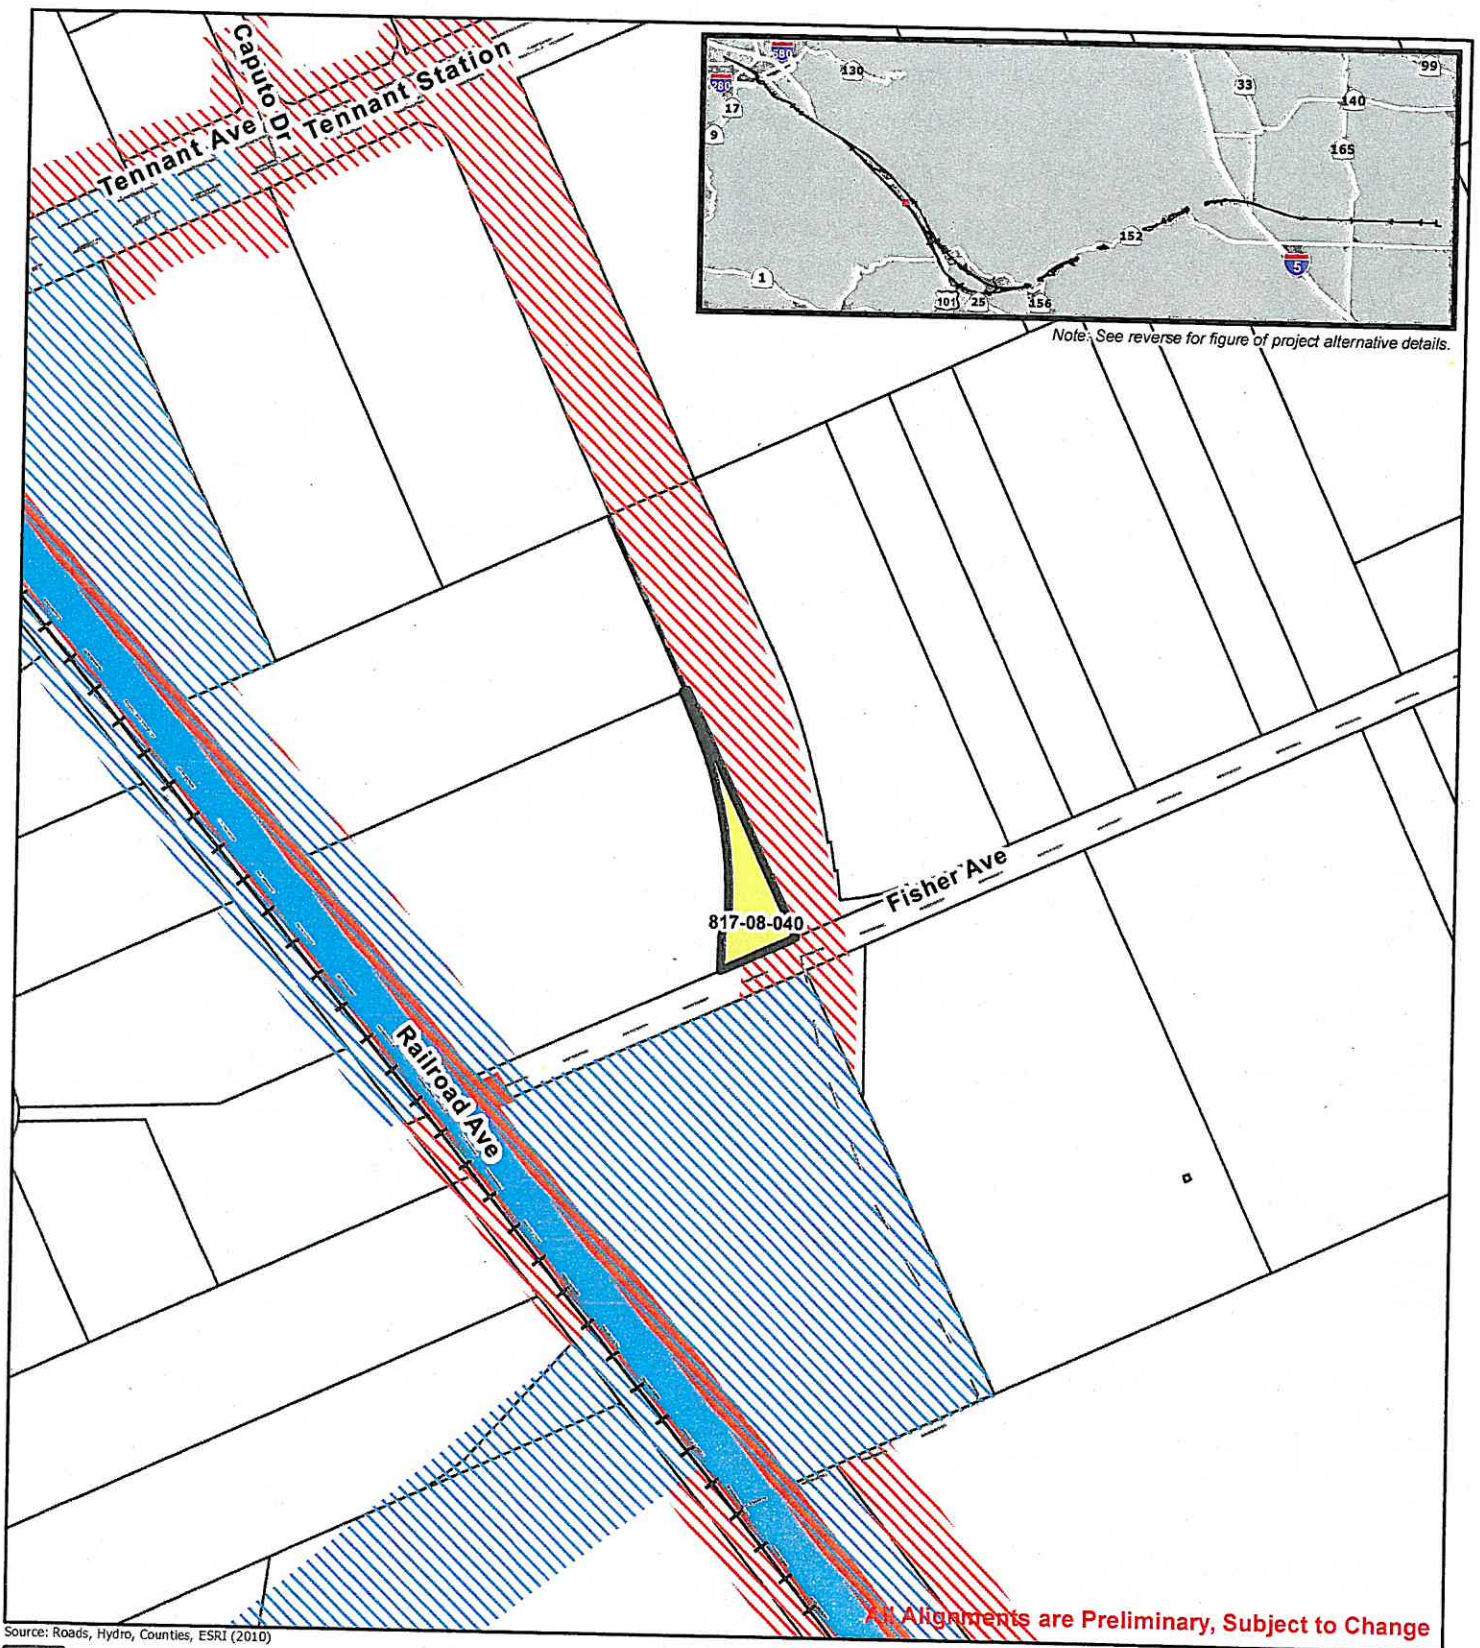 Caputo Dr
Tennant Station
Tennant Ave
580
280
130
17
9
33
99
140
165
152
1
5
101
25
156
Note: See reverse for figure of project alternative details.
Fisher Ave
817-08-040
Railroad Ave
All Alignments are Preliminary, Subject to Change
Source: Roads, Hydro, Counties, ESRI (2010)